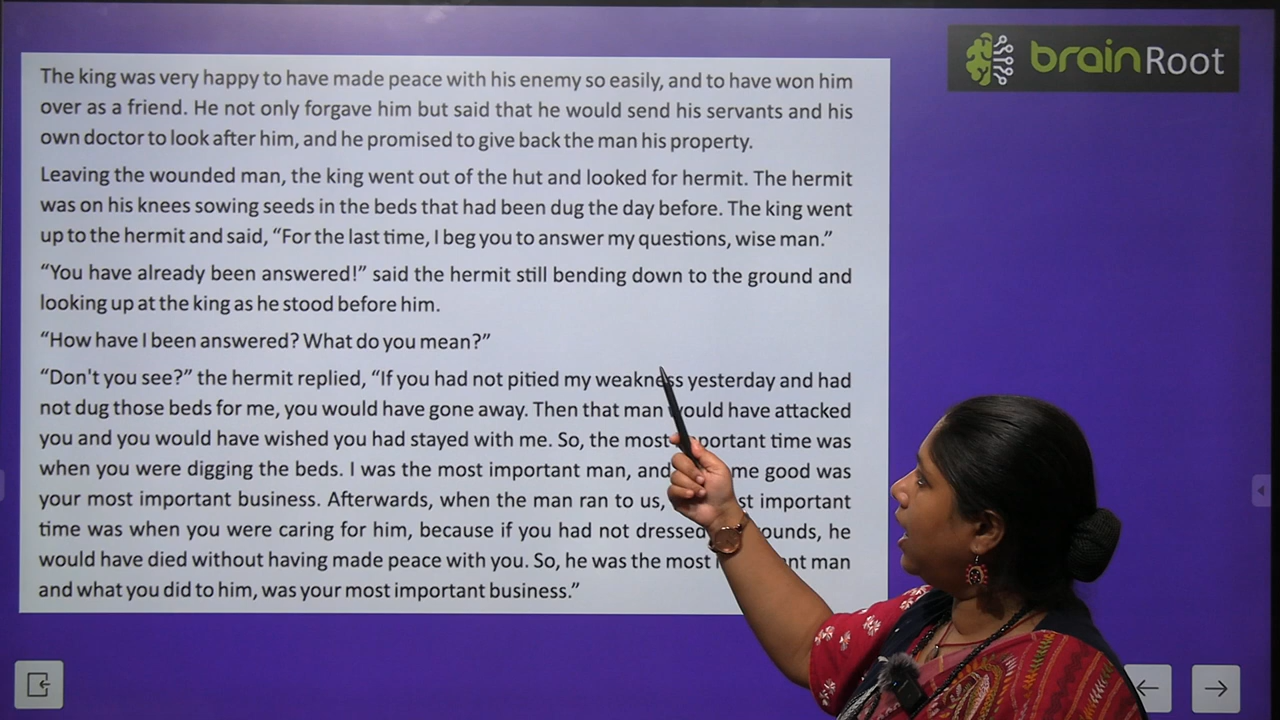 brainRoot
The king was very happy to have made peace with his enemy so easily, and to have won him
over as a friend. He not only forgave him but said that he would send his servants and his
own doctor to look after him, and he promised to give back the man his property.
Leaving the wounded man, the king went out of the hut and looked for hermit. The hermit
was on his knees sowing seeds in the beds that had been dug the day before. The king went
up to the hermit and said, “For the last time, I beg you to answer my questions, wise man.”
“You have already been answered!” said the hermit still bending down to the ground and
looking up at the king as he stood before him.
“How have I been answered? What do you mean?”
“Don't you see?” the hermit replied, “If you had not pitied my weakness yesterday and had
not dug those beds for me, you would have gone away. Then that man would have attacked
you and you would have wished you had stayed with me. So, the most important time was
when you were digging the beds. I was the most important man, and me good was
your most important business. Afterwards, when the man ran to us, important
time was when you were caring for him, because if you had not dressed wounds, he
would have died without having made peace with you. So, he was the most man
and what you did to him, was your most important business.”